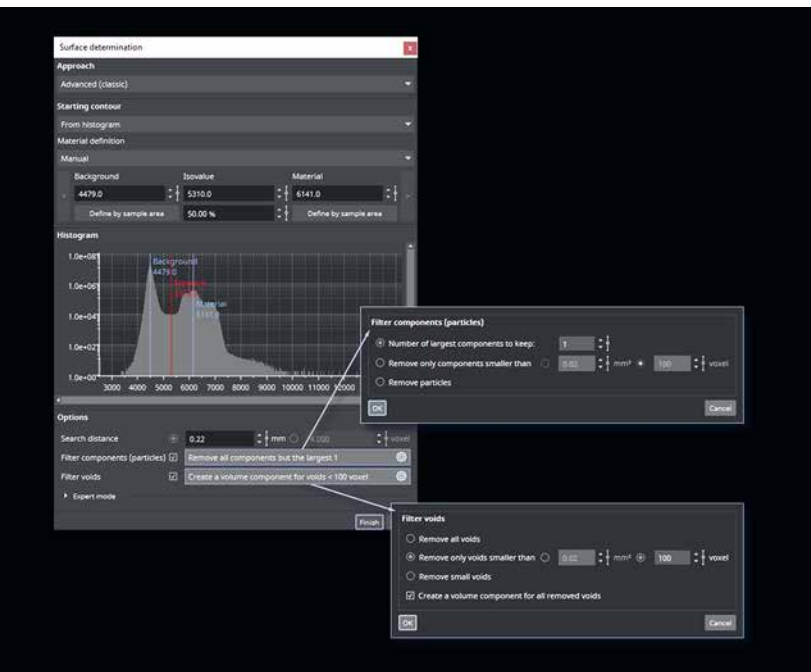 Surface determination
x
Approach
Advanced (classic)
Starting contour
From histogram
Material definition
Manual
Background Isovalue Material
4479.0 5310.0 6141.0
Define by sample area 50.00 % Define by sample area
Histogram
1.0e+08
1.0e+06
1.0e+04
1.0e+02
1.0e+00
Background
4479.0
Isovalue
Material
6141.0
3000 4000 5000 6000 7000 8000 9000 10000 11000 12000
Options
Search distance 0.22 mm 4.000 voxel
Filter components (particles) Remove all components but the largest 1
Filter voids Create a volume component for voids < 100 voxel
Expert mode
Finish
Filter components (particles)
Number of largest components to keep: 1
Remove only components smaller than 0.02 mm³ 100 voxel
Remove particles
OK Cancel
Filter voids
Remove all voids
Remove only voids smaller than 0.02 mm³ 100 voxel
Remove small voids
Create a volume component for all removed voids
OK Cancel